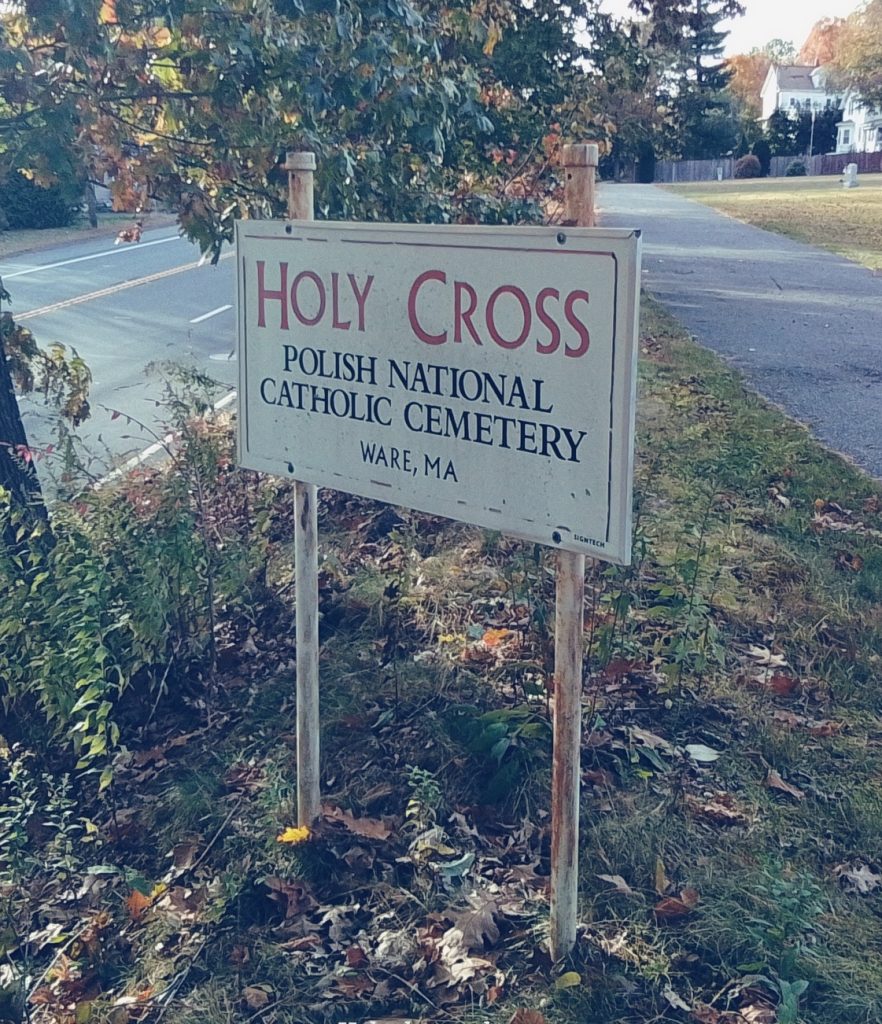 HOLY CROSS
POLISH NATIONAL
CATHOLIC CEMETERY
WARE, MA
SIGNTECH